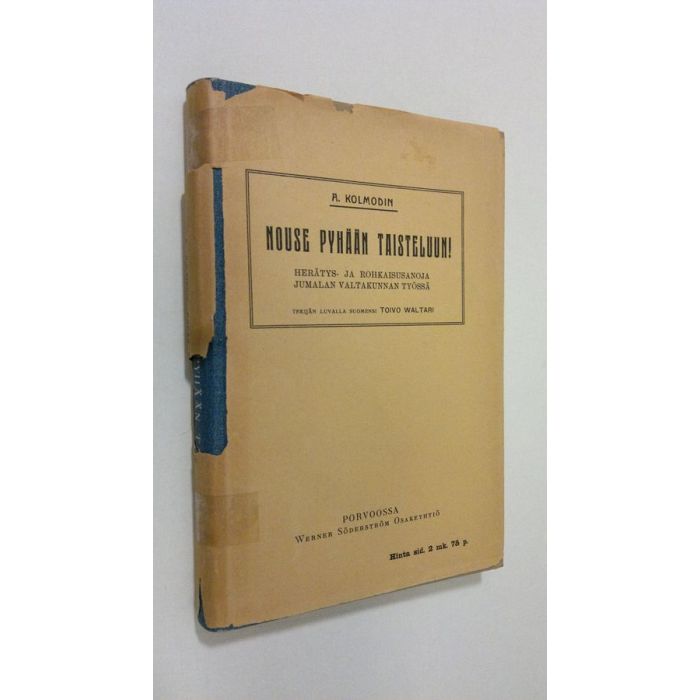 A. KOLMODIN
NOUSE PYHÄÄN TAISTELUUN!
HERÄTYS- JA ROHKAISUSANOJA
JUMALAN VALTAKUNNAN TYÖSSÄ
TEKIJÄN LUVALLA SUOMENSI TOIVO WALTARI
PORVOOSSA
WERNER SÖDERSTRÖM OSAKEYHTIÖ
Hinta sid. 2 mk. 75 p.